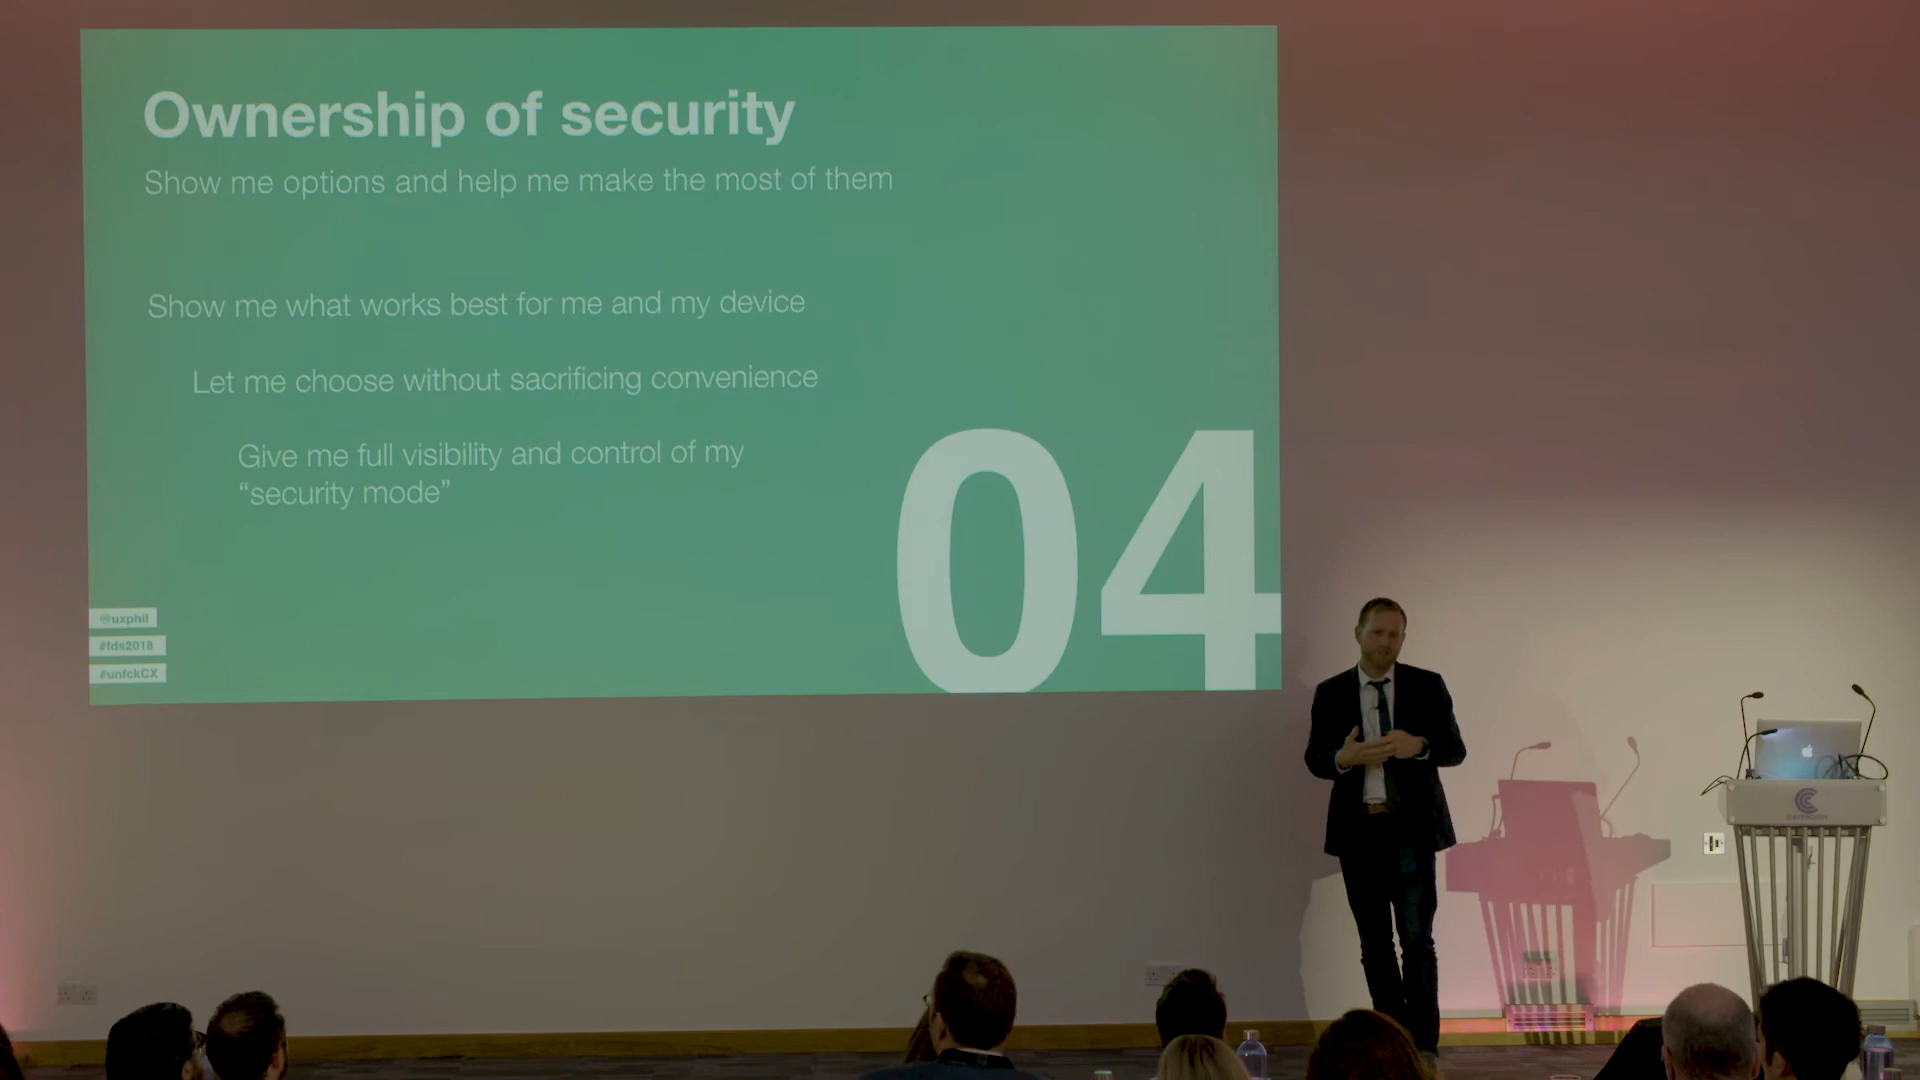 Ownership of security
Show me options and help me make the most of them
Show me what works best for me and my device
Let me choose without sacrificing convenience
Give me full visibility and control of my
“security mode”
04
@uxphil
#fds2018
#unfckCX
CAVENDISH